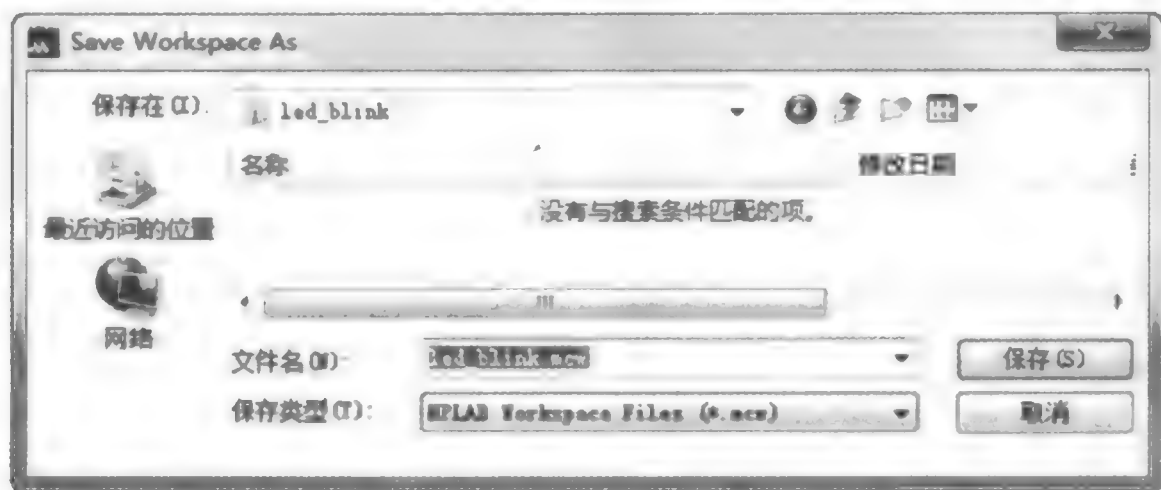 Save Workspace As
保存在(I):
led_blink
名称
修改日期
没有与搜索条件匹配的项。
最近访问的位置
网络
文件名(N):
led_blink.mcw
保存(S)
保存类型(T):
MPLAB Workspace Files (*.mcw)
取消